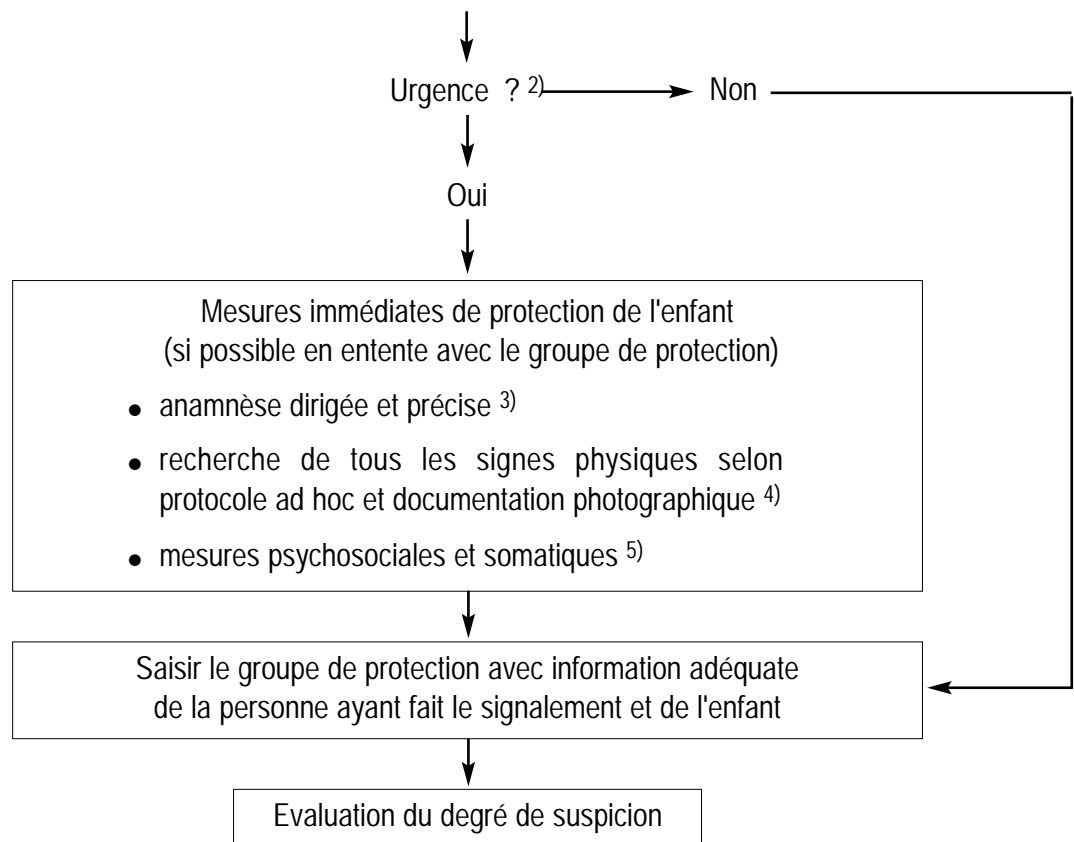 Urgence ? 2) Non
Oui
Mesures immédiates de protection de l'enfant
(si possible en entente avec le groupe de protection)
● anamnèse dirigée et précise 3)
● recherche de tous les signes physiques selon
protocole ad hoc et documentation photographique 4)
● mesures psychosociales et somatiques 5)
Saisir le groupe de protection avec information adéquate
de la personne ayant fait le signalement et de l'enfant
Evaluation du degré de suspicion